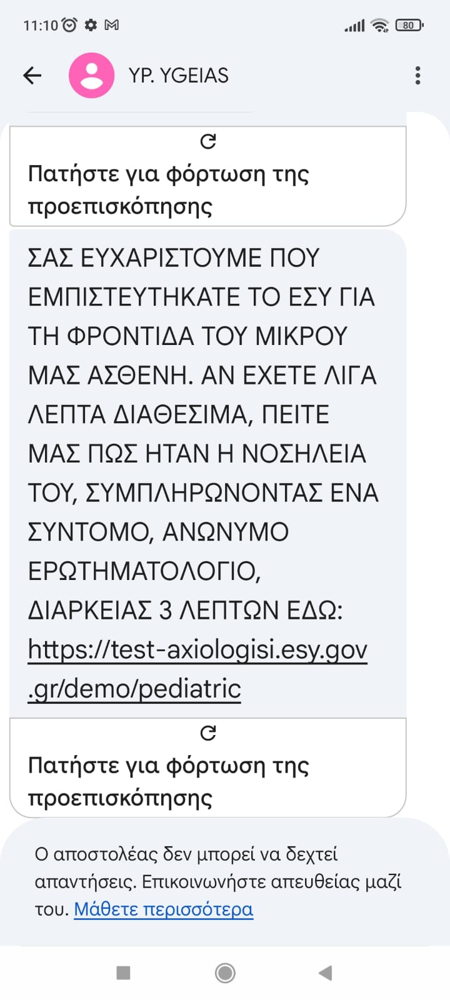 11:10
80
YP. YGEIAS
Πατήστε για φόρτωση της
προεπισκόπησης
ΣΑΣ ΕΥΧΑΡΙΣΤΟΥΜΕ ΠΟΥ
ΕΜΠΙΣΤΕΥΤΗΚΑΤΕ ΤΟ ΕΣΥ ΓΙΑ
ΤΗ ΦΡΟΝΤΙΔΑ ΤΟΥ ΜΙΚΡΟΥ
ΜΑΣ ΑΣΘΕΝΗ. ΑΝ ΕΧΕΤΕ ΛΙΓΑ
ΛΕΠΤΑ ΔΙΑΘΕΣΙΜΑ, ΠΕΙΤΕ
ΜΑΣ ΠΩΣ ΗΤΑΝ Η ΝΟΣΗΛΕΙΑ
ΤΟΥ, ΣΥΜΠΛΗΡΩΝΟΝΤΑΣ ΕΝΑ
ΣΥΝΤΟΜΟ, ΑΝΩΝΥΜΟ
ΕΡΩΤΗΜΑΤΟΛΟΓΙΟ,
ΔΙΑΡΚΕΙΑΣ 3 ΛΕΠΤΩΝ ΕΔΩ:
https://test-axiologisi.esy.gov
.gr/demo/pediatric
Πατήστε για φόρτωση της
προεπισκόπησης
Ο αποστολέας δεν μπορεί να δεχτεί
απαντήσεις. Επικοινωνήστε απευθείας μαζί
του. Μάθετε περισσότερα